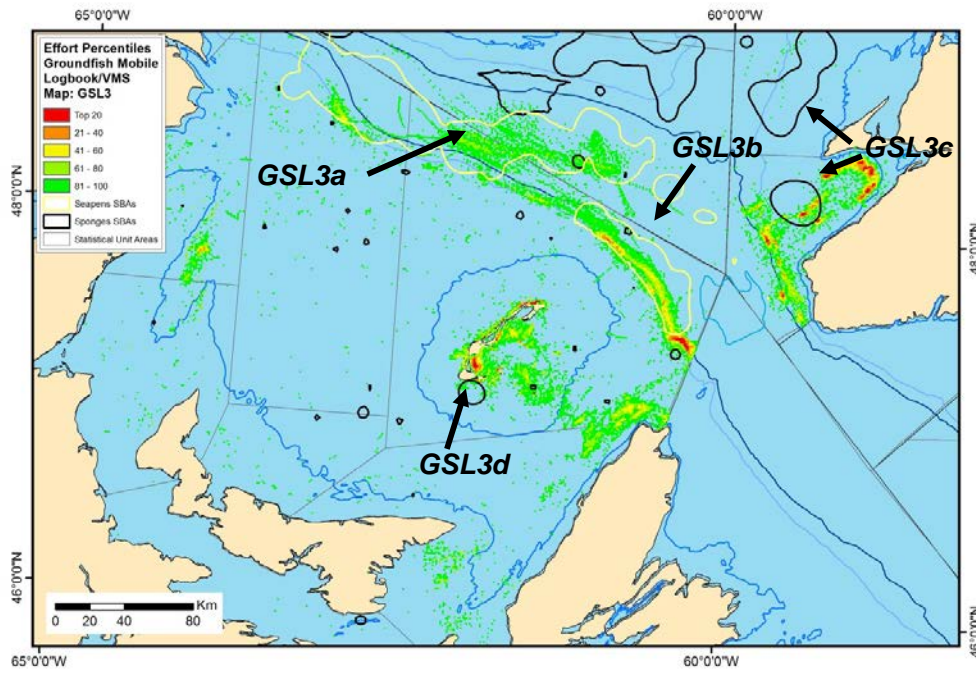 65°0'0"W
60°0'0"W
Effort Percentiles
Groundfish Mobile
Logbook/VMS
Map: GSL3
Top 20
21 - 40
41 - 60
61 - 80
81 - 100
Seapens SBAs
Sponges SBAs
Statistical Unit Areas
GSL3a
GSL3b
GSL3c
48°0'0"N
48°0'0"N
GSL3d
46°0'0"N
46°0'0"N
Km
0 20 40 80
65°0'0"W
60°0'0"W